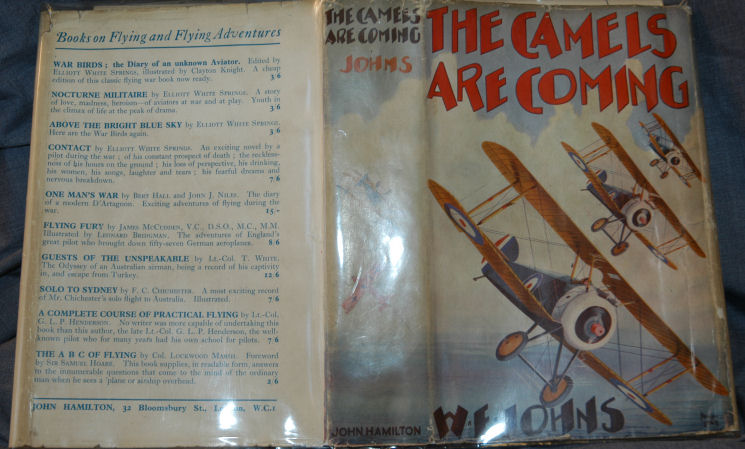 Books on Flying and Flying Adventures
WAR BIRDS; the Diary of an unknown Aviator. Edited by
ELLIOTT WHITE SPRINGS, illustrated by Clayton Knight. A cheap
edition of this classic flying war book now ready. 3/6
NOCTURNE MILITAIRE by ELLIOTT WHITE SPRINGS. A story
of love, madness, heroism—of aviators at war and at play. Youth in
the climax of life at the peak of drama. 3/6
ABOVE THE BRIGHT BLUE SKY by ELLIOTT WHITE SPRINGS.
Here are the War Birds again. 3/6
CONTACT by ELLIOTT WHITE SPRINGS. An exciting novel by a
pilot during the war; of his constant prospect of death; the reckless-
ness of his hours on the ground; his loss of perspective, his drinking,
his women, his songs, laughter and tears; his fearful dreams and
nervous breakdown. 7/6
ONE MAN'S WAR by BERT HALL and JOHN J. NILES. The diary
of a modern D'Artagnon. Exciting adventures of flying during the
war. 15/-
FLYING FURY by JAMES MCCUDDEN, V.C., D.S.O., M.C., M.M.
Illustrated by LEONARD BRIDGMAN. The adventures of England's
great pilot who brought down fifty-seven German aeroplanes. 8/6
GUESTS OF THE UNSPEAKABLE by LT.-COL. T. WHITE.
The Odyssey of an Australian airman, being a record of his captivity
in, and escape from Turkey. 12/6
SOLO TO SYDNEY by F. C. CHICHESTER. A most exciting record
of Mr. Chichester's solo flight to Australia. Illustrated. 7/6
A COMPLETE COURSE OF PRACTICAL FLYING by Lt.-Col.
G. L. P. HENDERSON. No writer was more capable of undertaking this
book than this author, the late Lt.-Col. G. L. P. Henderson, the well-
known pilot who for many years had his own school for pilots. 7/6
THE A B C OF FLYING by Col. LOCKWOOD MARSH. Foreword
by SIR SAMUEL HOARE. This book supplies, in readable form, answers
to the innumerable questions that come to the mind of the ordinary
man when he sees a 'plane or airship overhead. 2/6
JOHN HAMILTON, 32 Bloomsbury St., London, W.C.1
THE CAMELS
ARE COMING
JOHNS
JOHN HAMILTON
THE CAMELS
ARE COMING
W.E. JOHNS